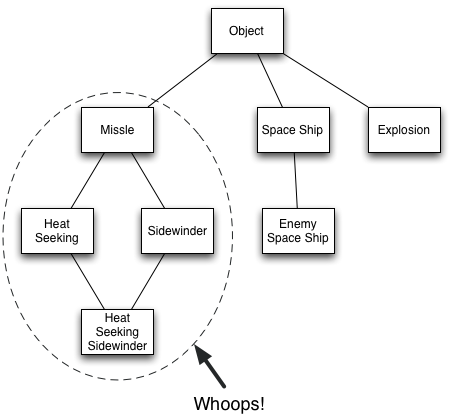 Object
Missle
Space Ship
Explosion
Heat
Seeking
Sidewinder
Enemy
Space Ship
Heat
Seeking
Sidewinder
Whoops!